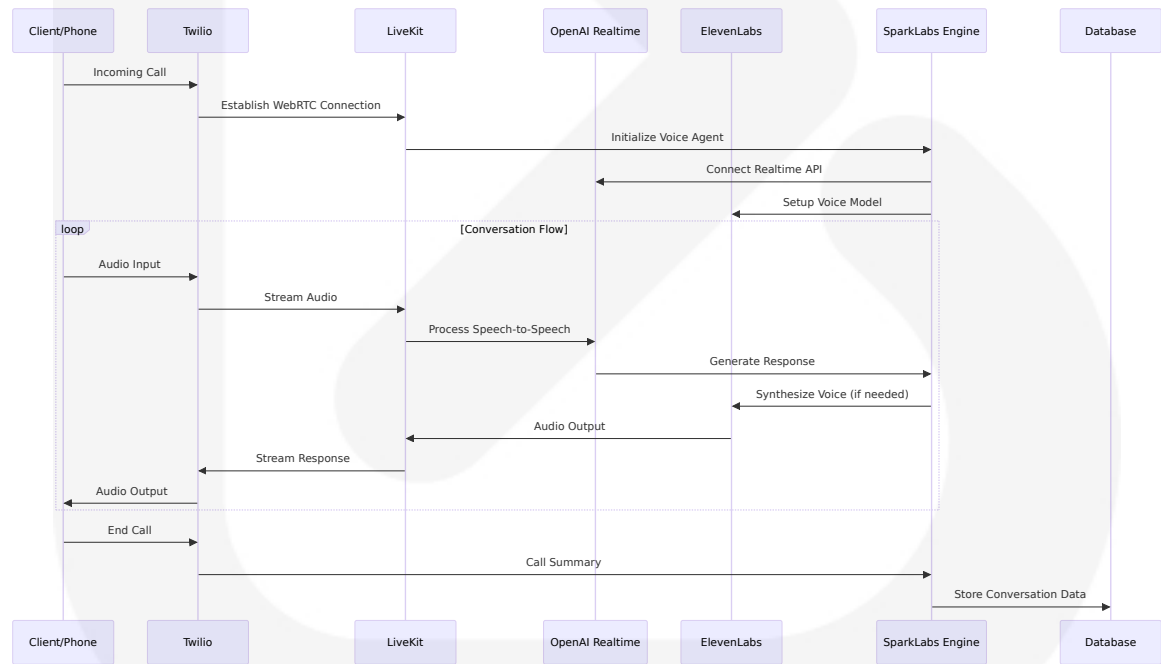 Client/Phone Twilio LiveKit OpenAI Realtime ElevenLabs SparkLabs Engine Database
Incoming Call
Establish WebRTC Connection
Initialize Voice Agent
Connect Realtime API
Setup Voice Model
loop [Conversation Flow]
Audio Input
Stream Audio
Process Speech-to-Speech
Generate Response
Synthesize Voice (if needed)
Audio Output
Stream Response
Audio Output
End Call
Call Summary
Store Conversation Data
Client/Phone Twilio LiveKit OpenAI Realtime ElevenLabs SparkLabs Engine Database